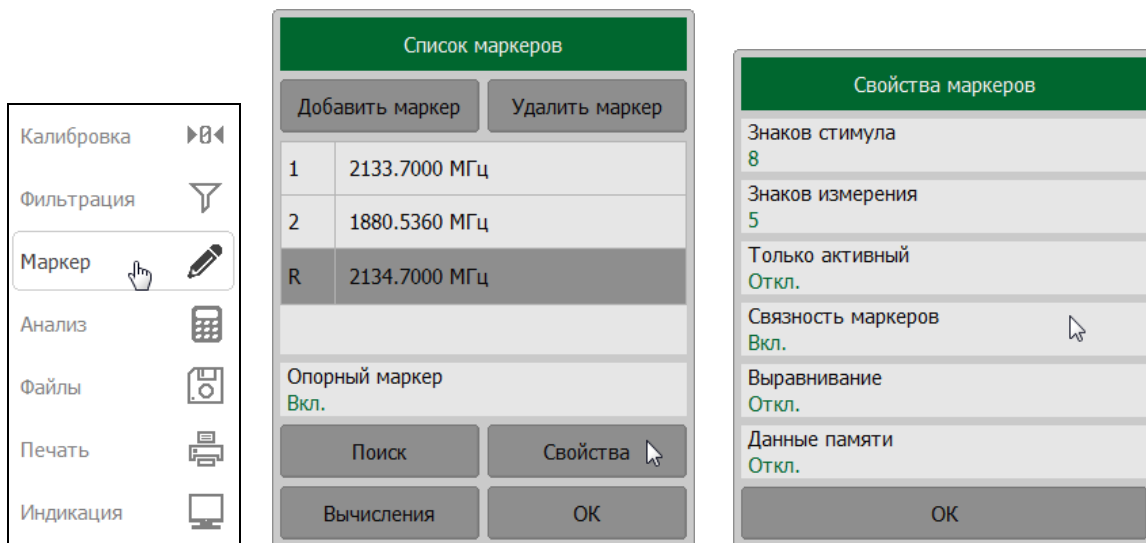 Калибровка
Фильтрация
Маркер
Анализ
Файлы
Печать
Индикация
Список маркеров
Добавить маркер Удалить маркер
1 2133.7000 МГц
2 1880.5360 МГц
R 2134.7000 МГц
Опорный маркер
Вкл.
Поиск Свойства
Вычисления ОК
Свойства маркеров
Знаков стимула
8
Знаков измерения
5
Только активный
Откл.
Связность маркеров
Вкл.
Выравнивание
Откл.
Данные памяти
Откл.
ОК